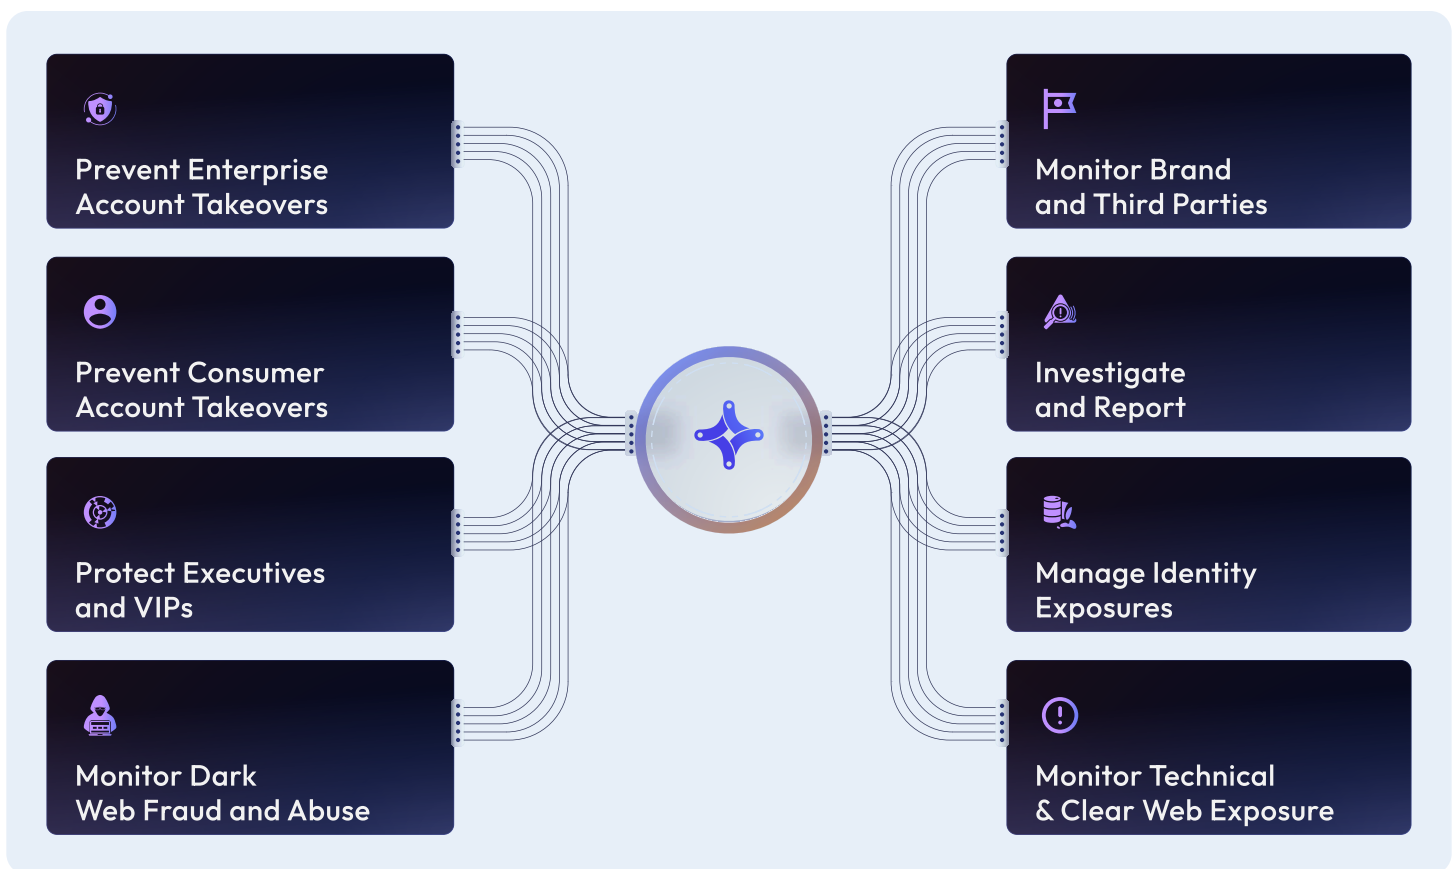 Prevent Enterprise
Account Takeovers
Prevent Consumer
Account Takeovers
Protect Executives
and VIPs
Monitor Dark
Web Fraud and Abuse
Monitor Brand
and Third Parties
Investigate
and Report
Manage Identity
Exposures
Monitor Technical
& Clear Web Exposure